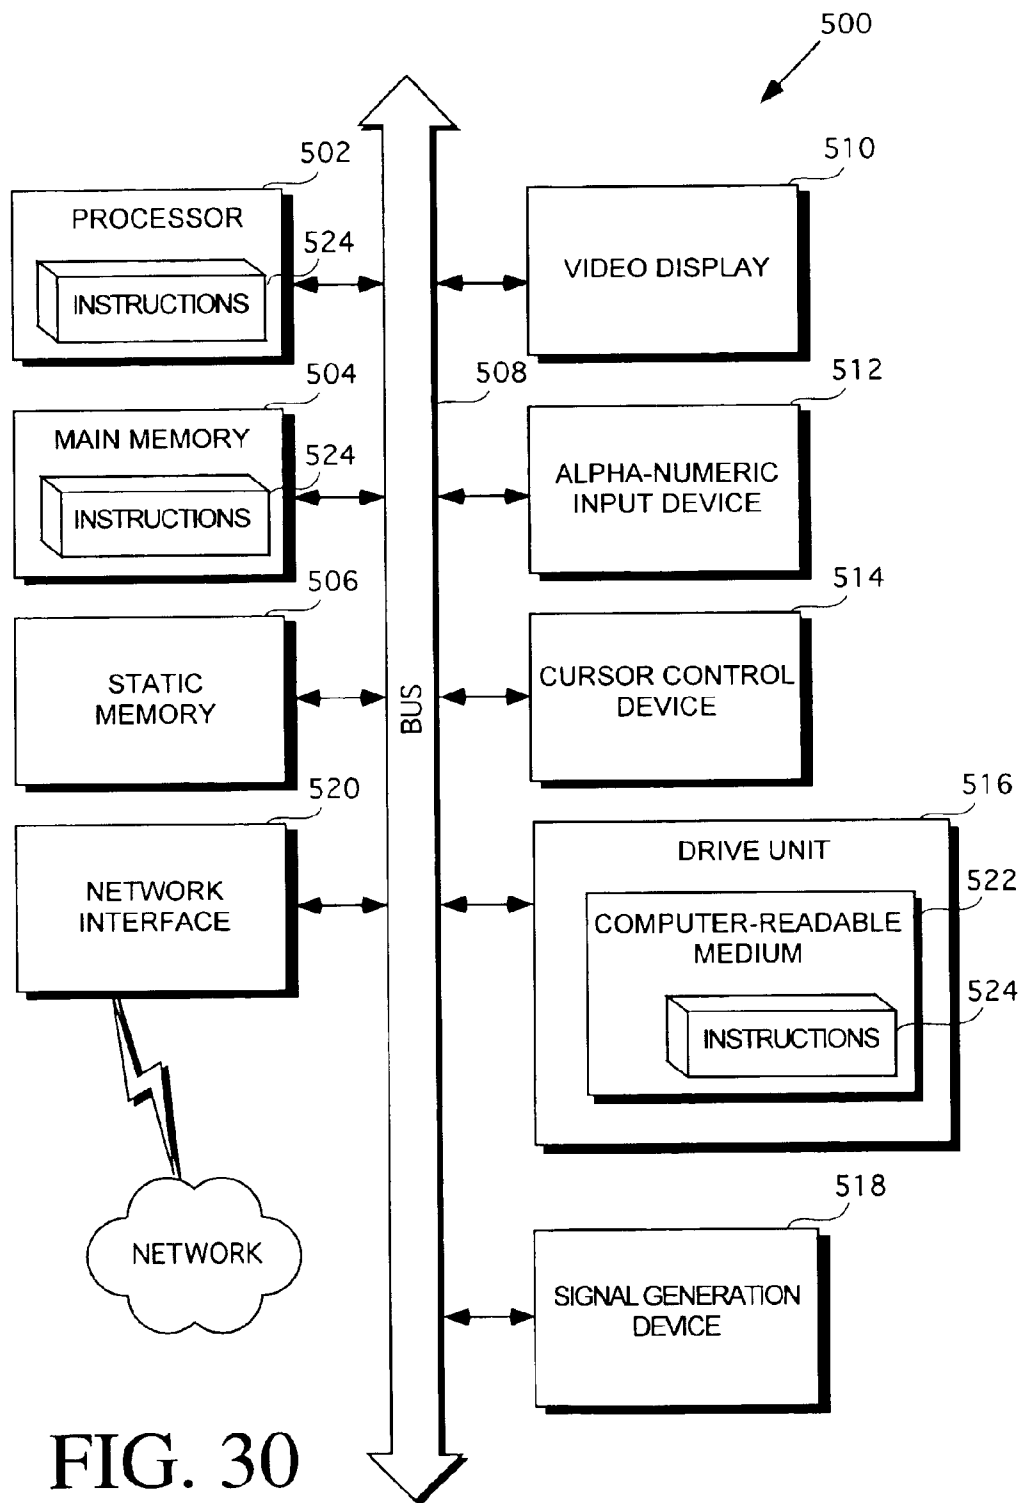 500
502
PROCESSOR
524
INSTRUCTIONS
504
MAIN MEMORY
524
INSTRUCTIONS
506
STATIC
MEMORY
520
NETWORK
INTERFACE
NETWORK
508
BUS
510
VIDEO DISPLAY
512
ALPHA-NUMERIC
INPUT DEVICE
514
CURSOR CONTROL
DEVICE
516
DRIVE UNIT
522
COMPUTER-READABLE
MEDIUM
524
INSTRUCTIONS
518
SIGNAL GENERATION
DEVICE
FIG. 30